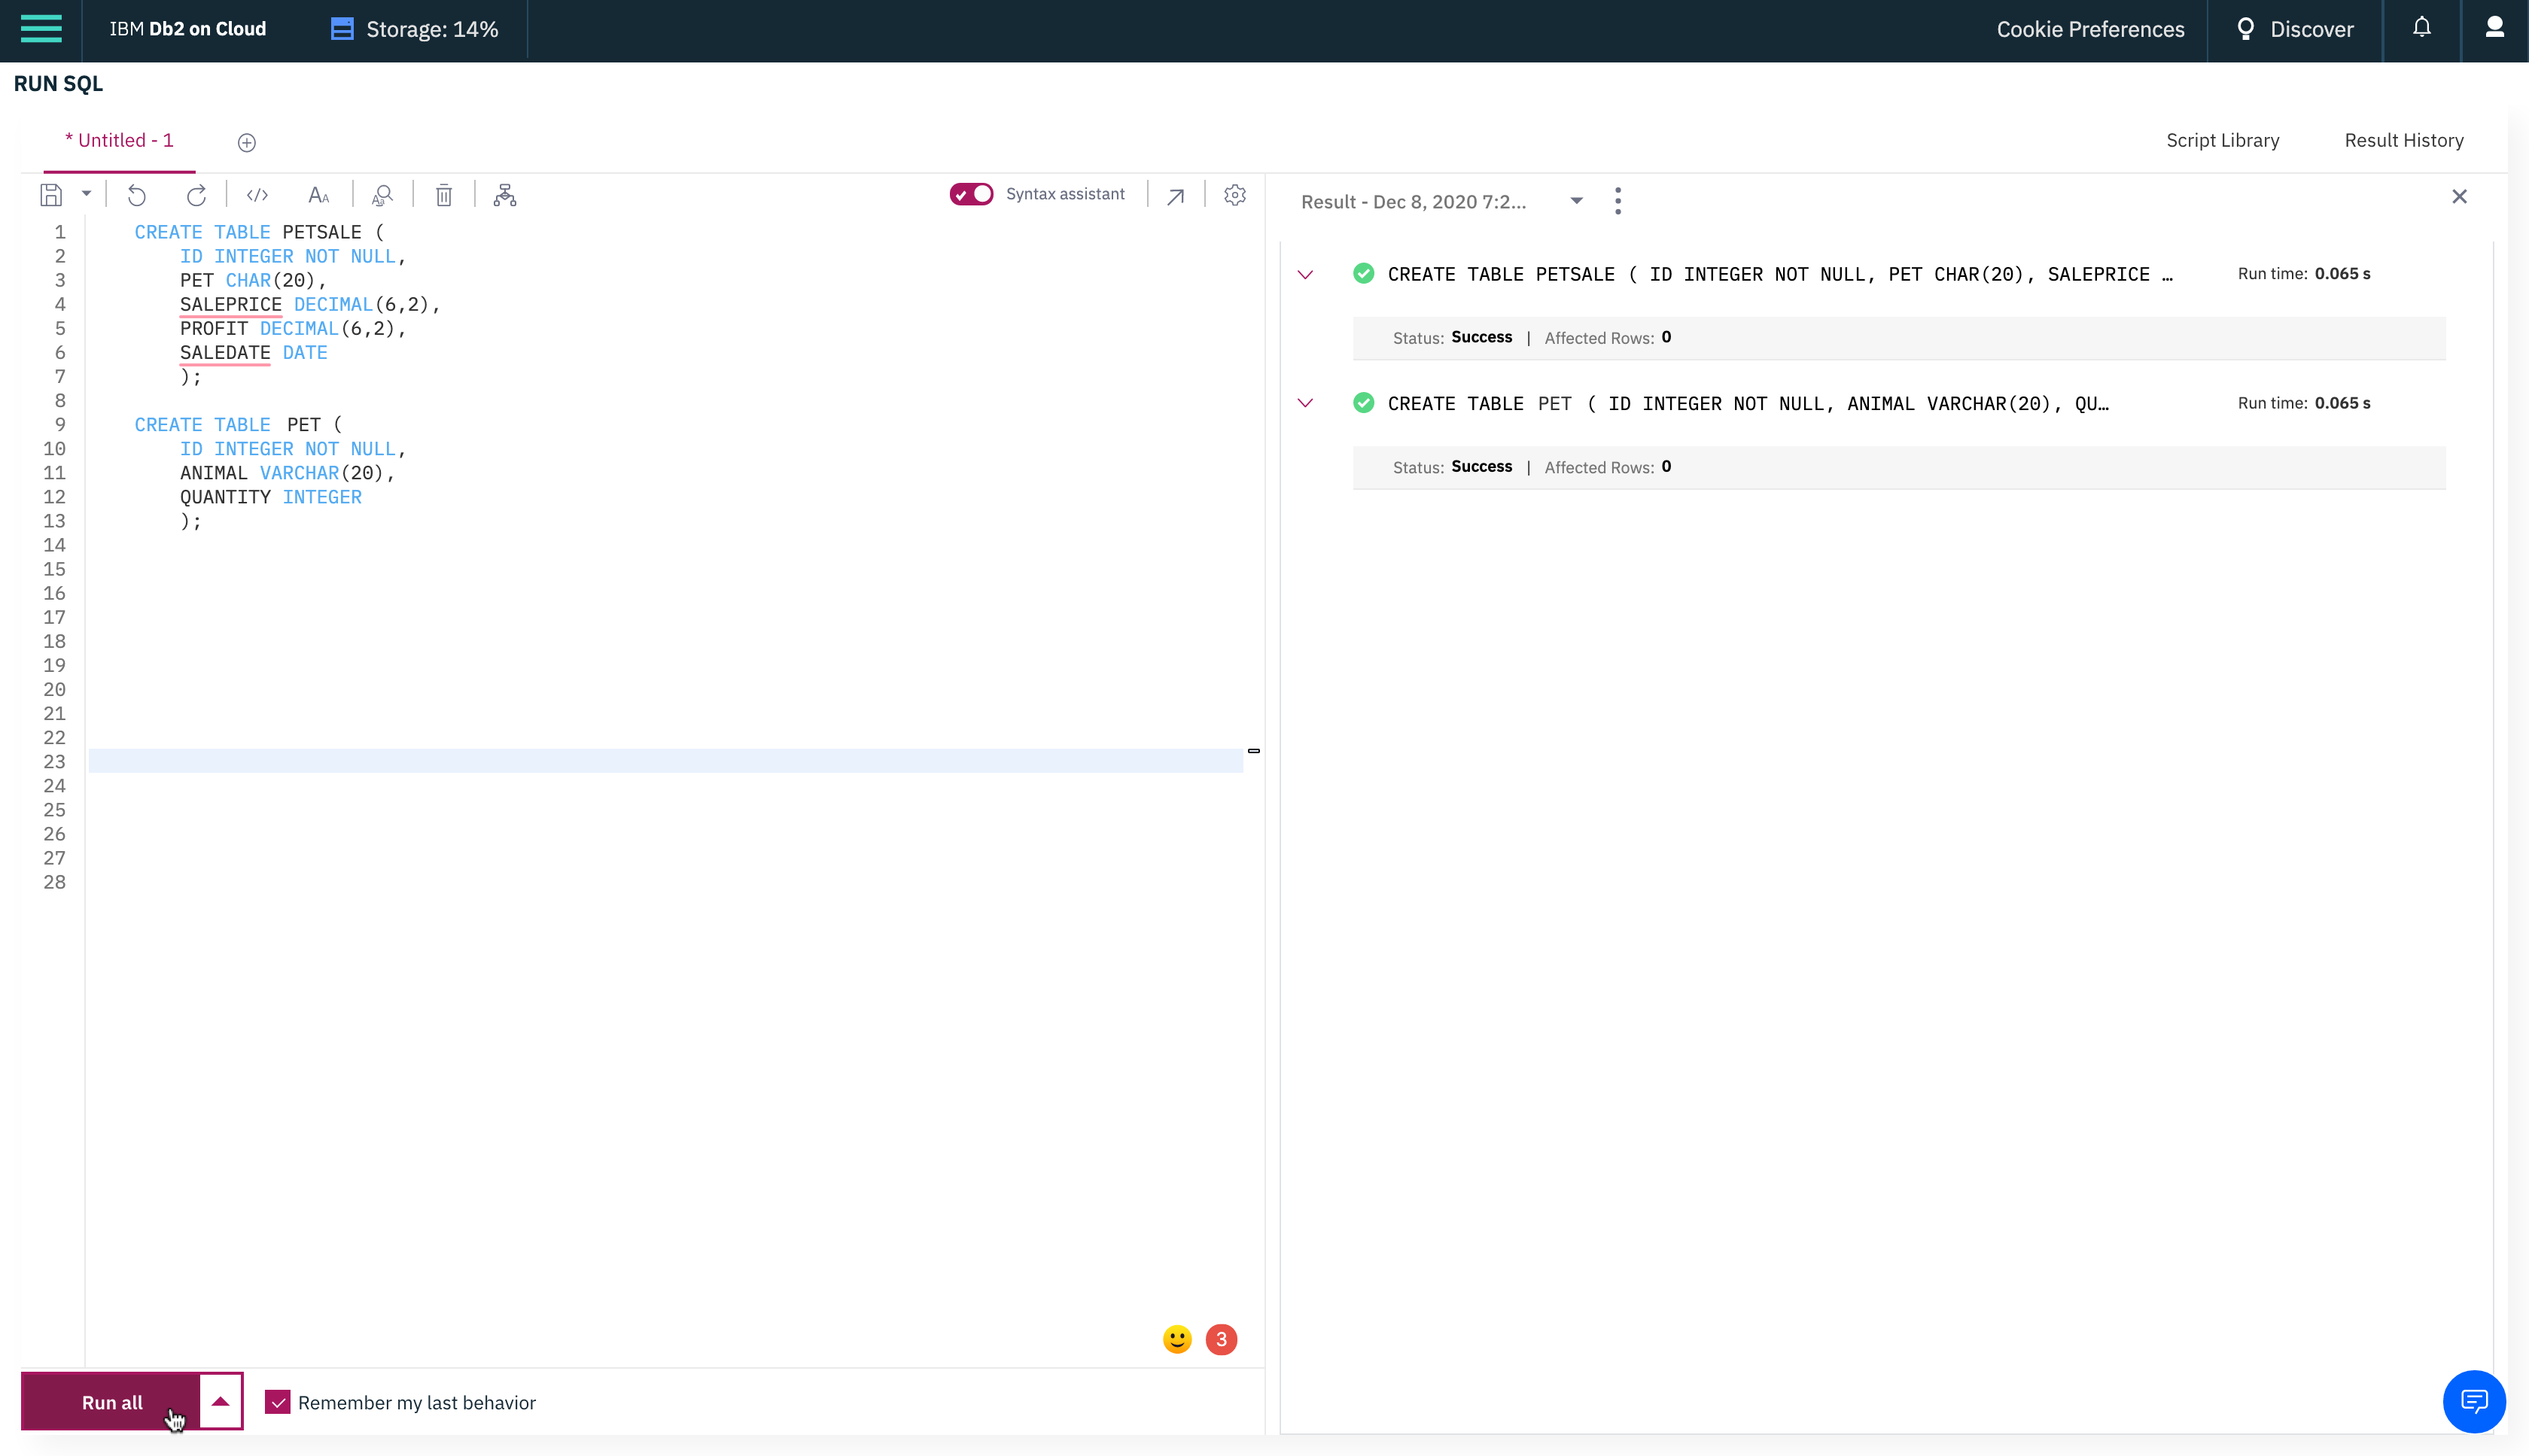 IBM Db2 on Cloud
Storage: 14%
Cookie Preferences
Discover
RUN SQL
* Untitled - 1
Script Library
Result History
Syntax assistant
1 CREATE TABLE PETSALE (
2 ID INTEGER NOT NULL,
3 PET CHAR(20),
4 SALEPRICE DECIMAL(6,2),
5 PROFIT DECIMAL(6,2),
6 SALEDATE DATE
7 );
8
9 CREATE TABLE PET (
10 ID INTEGER NOT NULL,
11 ANIMAL VARCHAR(20),
12 QUANTITY INTEGER
13 );
14
15
16
17
18
19
20
21
22
23
24
25
26
27
28
3
Run all
Remember my last behavior
Result - Dec 8, 2020 7:2...
CREATE TABLE PETSALE ( ID INTEGER NOT NULL, PET CHAR(20), SALEPRICE … Run time: 0.065 s
Status: Success | Affected Rows: 0
CREATE TABLE PET ( ID INTEGER NOT NULL, ANIMAL VARCHAR(20), QU… Run time: 0.065 s
Status: Success | Affected Rows: 0